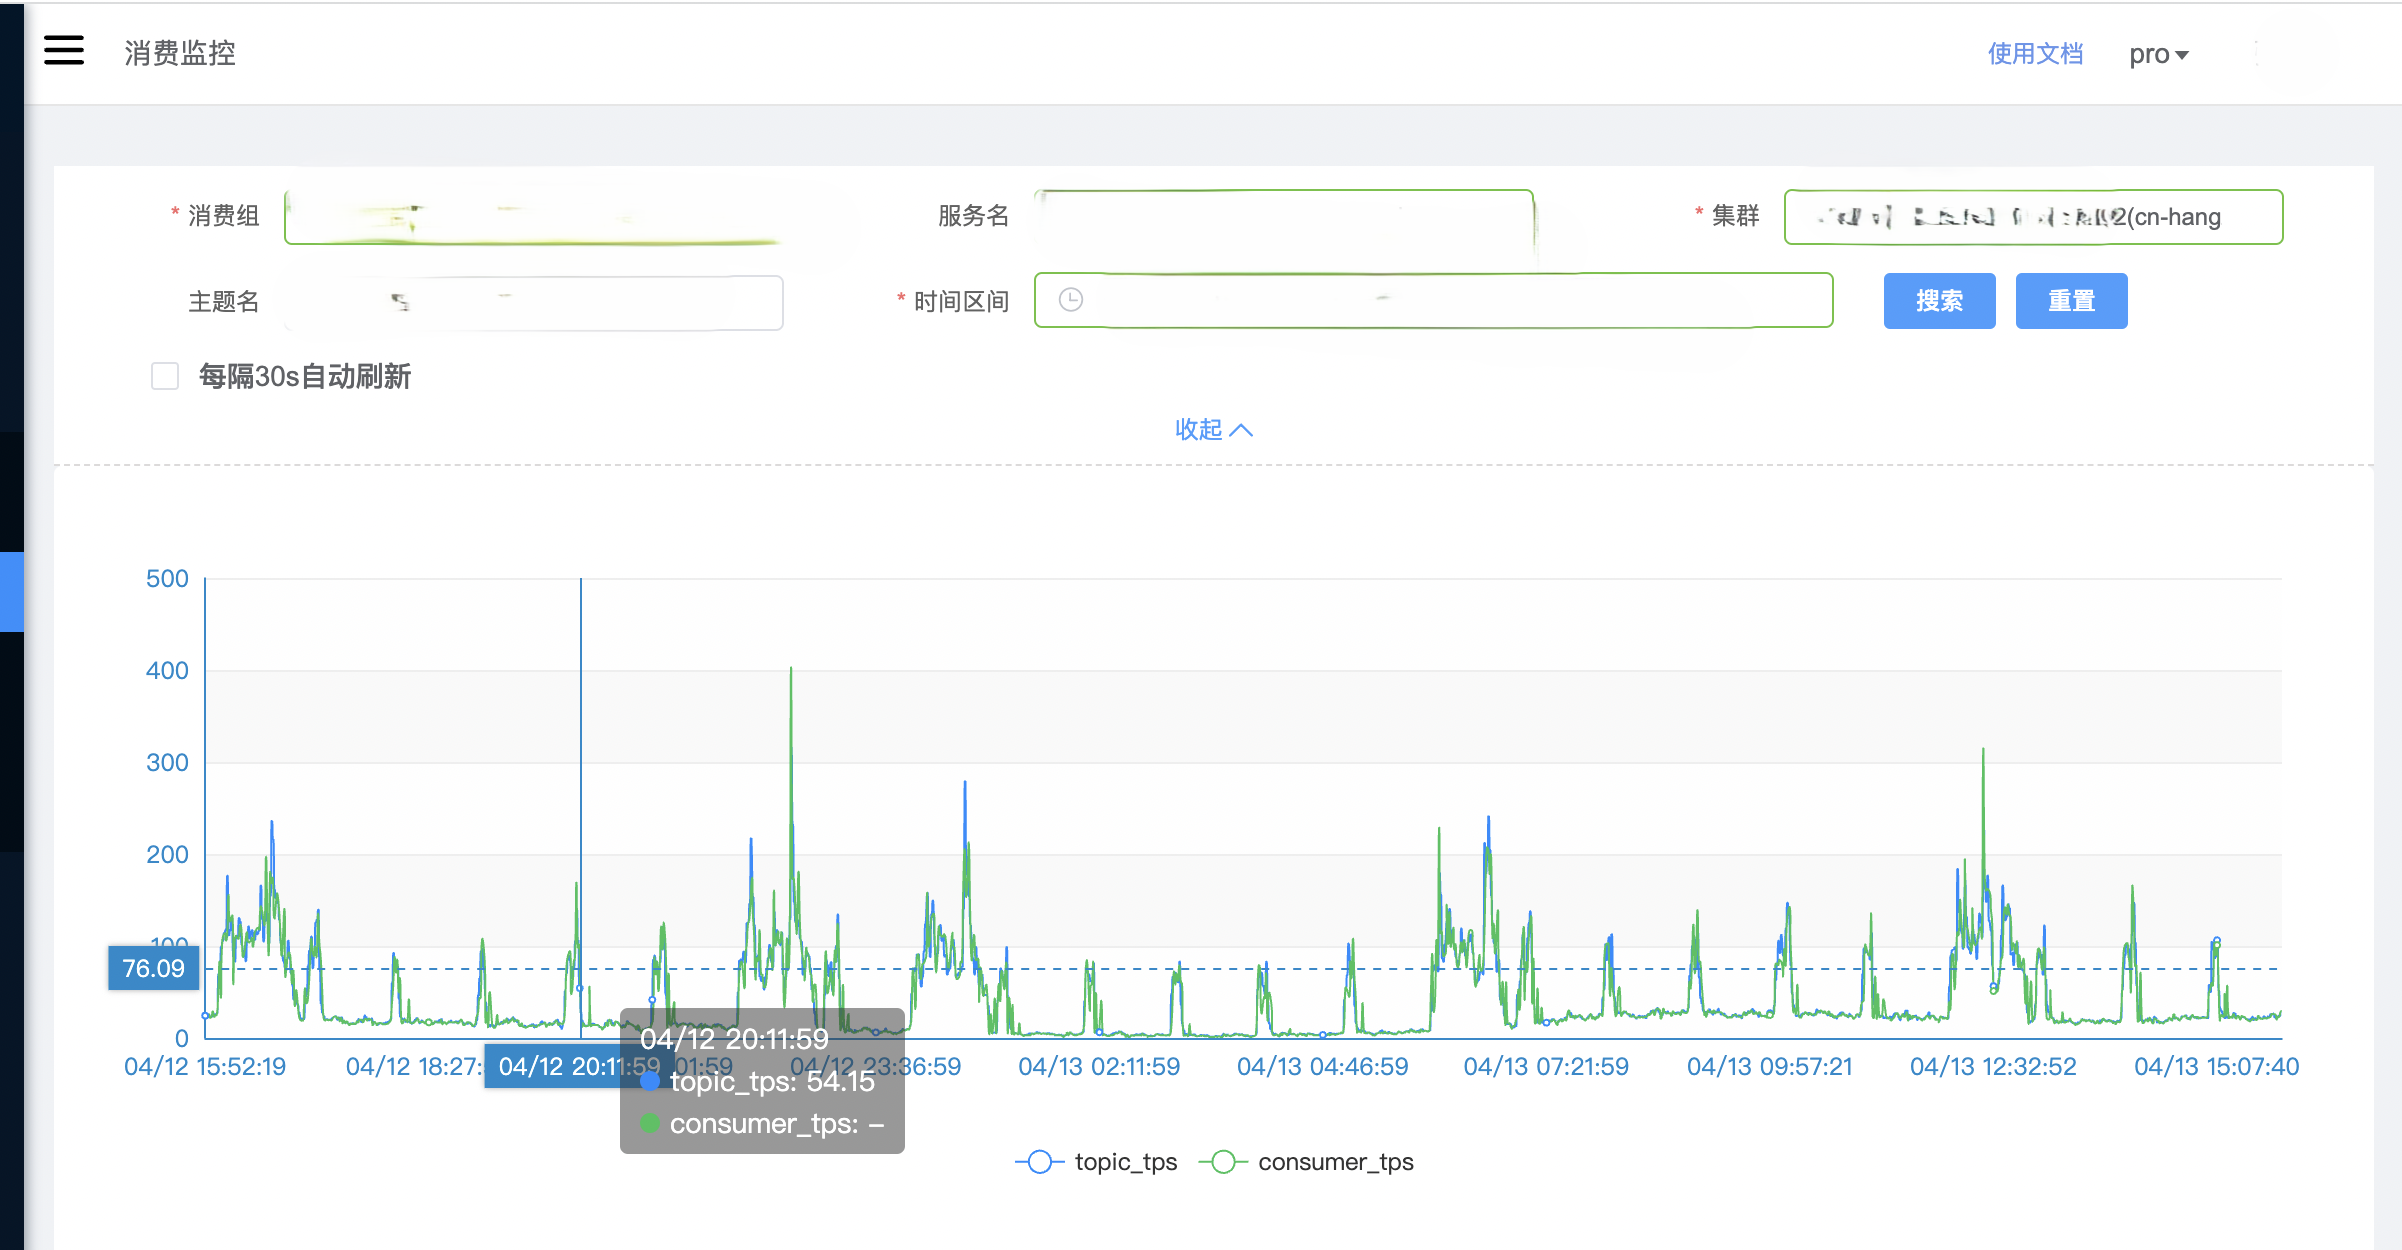 消费监控
使用文档
pro
* 消费组
服务名
* 集群
2(cn-hang
主题名
* 时间区间
搜索
重置
每隔30s自动刷新
收起
500
400
300
200
100
76.09
0
04/12 15:52:19
04/12 18:27:
04/12 20:11:59
01:59
04/12 23:36:59
04/13 02:11:59
04/13 04:46:59
04/13 07:21:59
04/13 09:57:21
04/13 12:32:52
04/13 15:07:40
04/12 20:11:59
topic_tps: 54.15
consumer_tps: –
topic_tps
consumer_tps